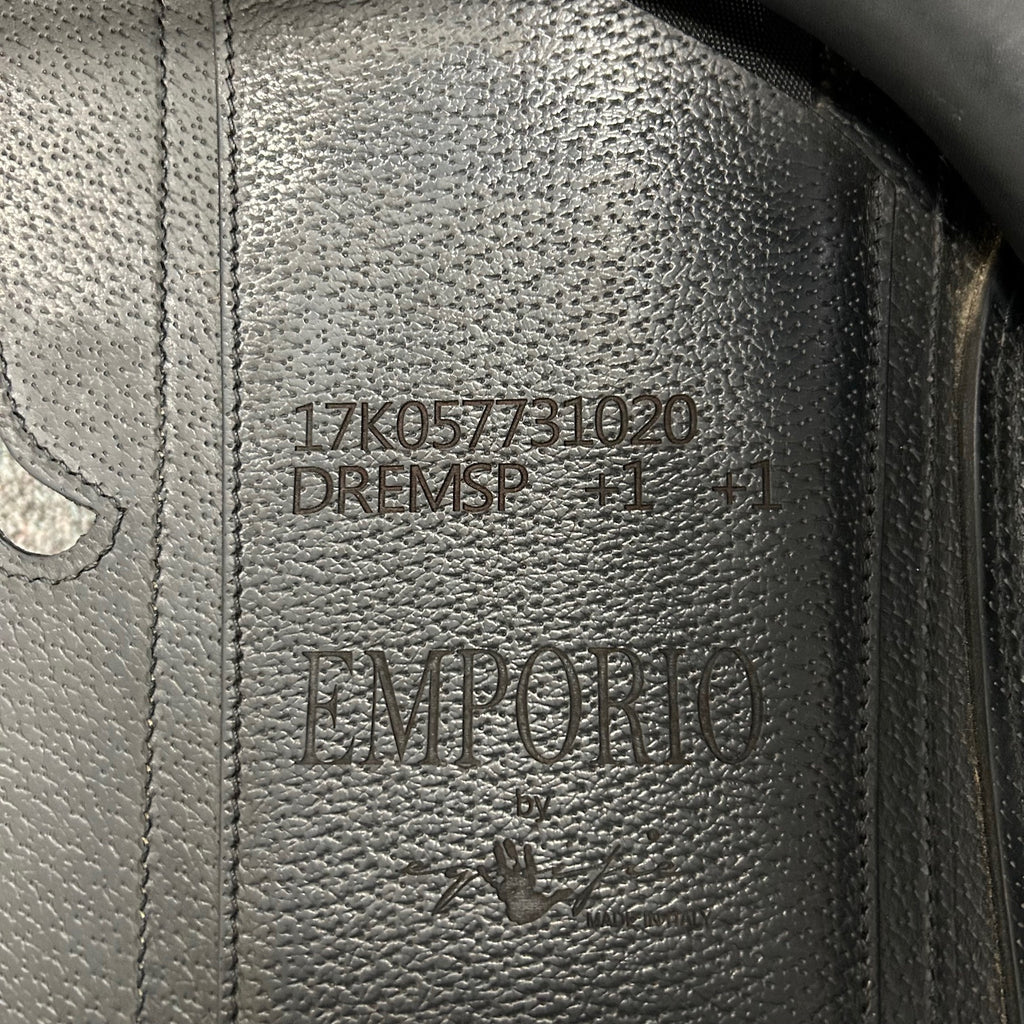 17K057731020
DREMSP +1 +1
EMPORIO
by
MADE IN ITALY